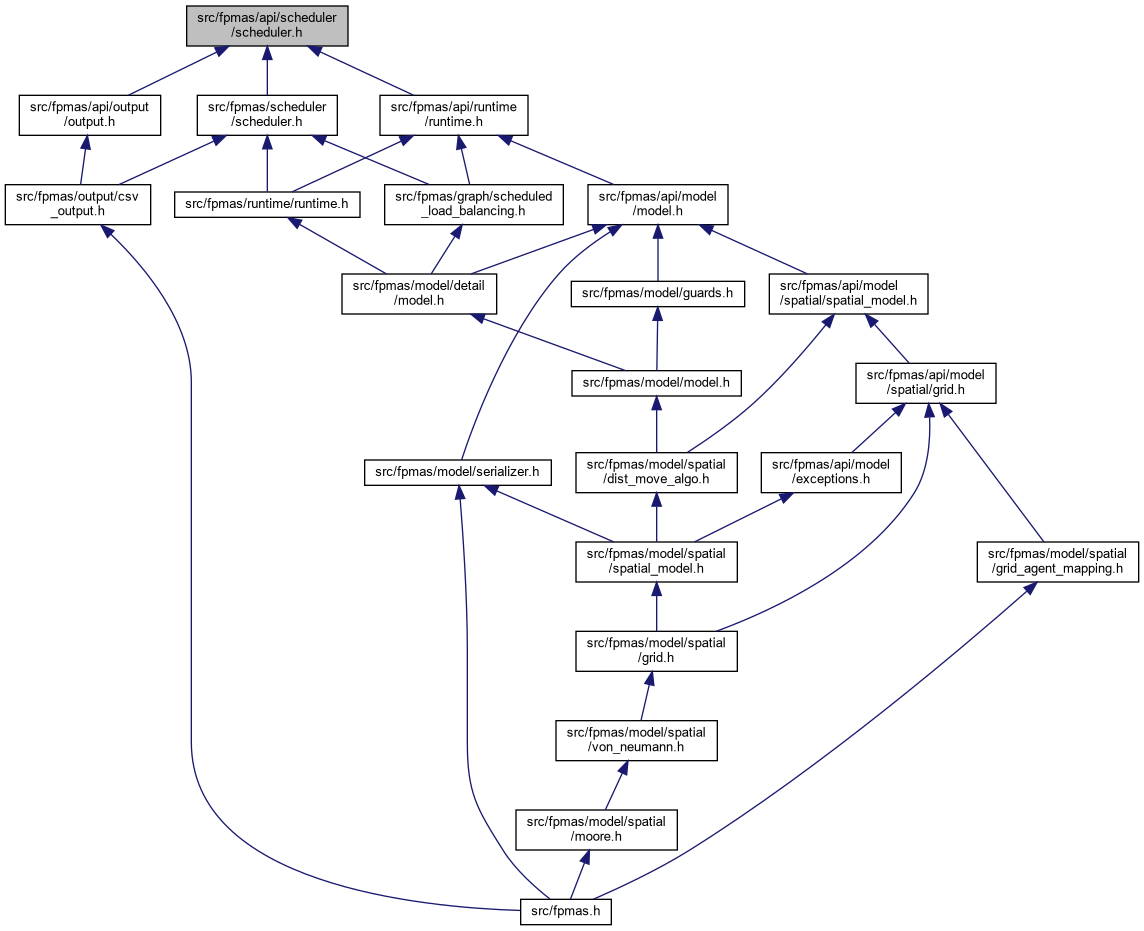 src/fpmas/api/scheduler
/scheduler.h
src/fpmas/api/output
/output.h
src/fpmas/scheduler
/scheduler.h
src/fpmas/api/runtime
/runtime.h
src/fpmas/output/csv
_output.h
src/fpmas/runtime/runtime.h
src/fpmas/graph/scheduled
_load_balancing.h
src/fpmas/api/model
/model.h
src/fpmas/model/detail
/model.h
src/fpmas/model/guards.h
src/fpmas/api/model
/spatial/spatial_model.h
src/fpmas/model/model.h
src/fpmas/api/model
/spatial/grid.h
src/fpmas/model/serializer.h
src/fpmas/model/spatial
/dist_move_algo.h
src/fpmas/api/model
/exceptions.h
src/fpmas/model/spatial
/spatial_model.h
src/fpmas/model/spatial
/grid_agent_mapping.h
src/fpmas/model/spatial
/grid.h
src/fpmas/model/spatial
/von_neumann.h
src/fpmas/model/spatial
/moore.h
src/fpmas.h